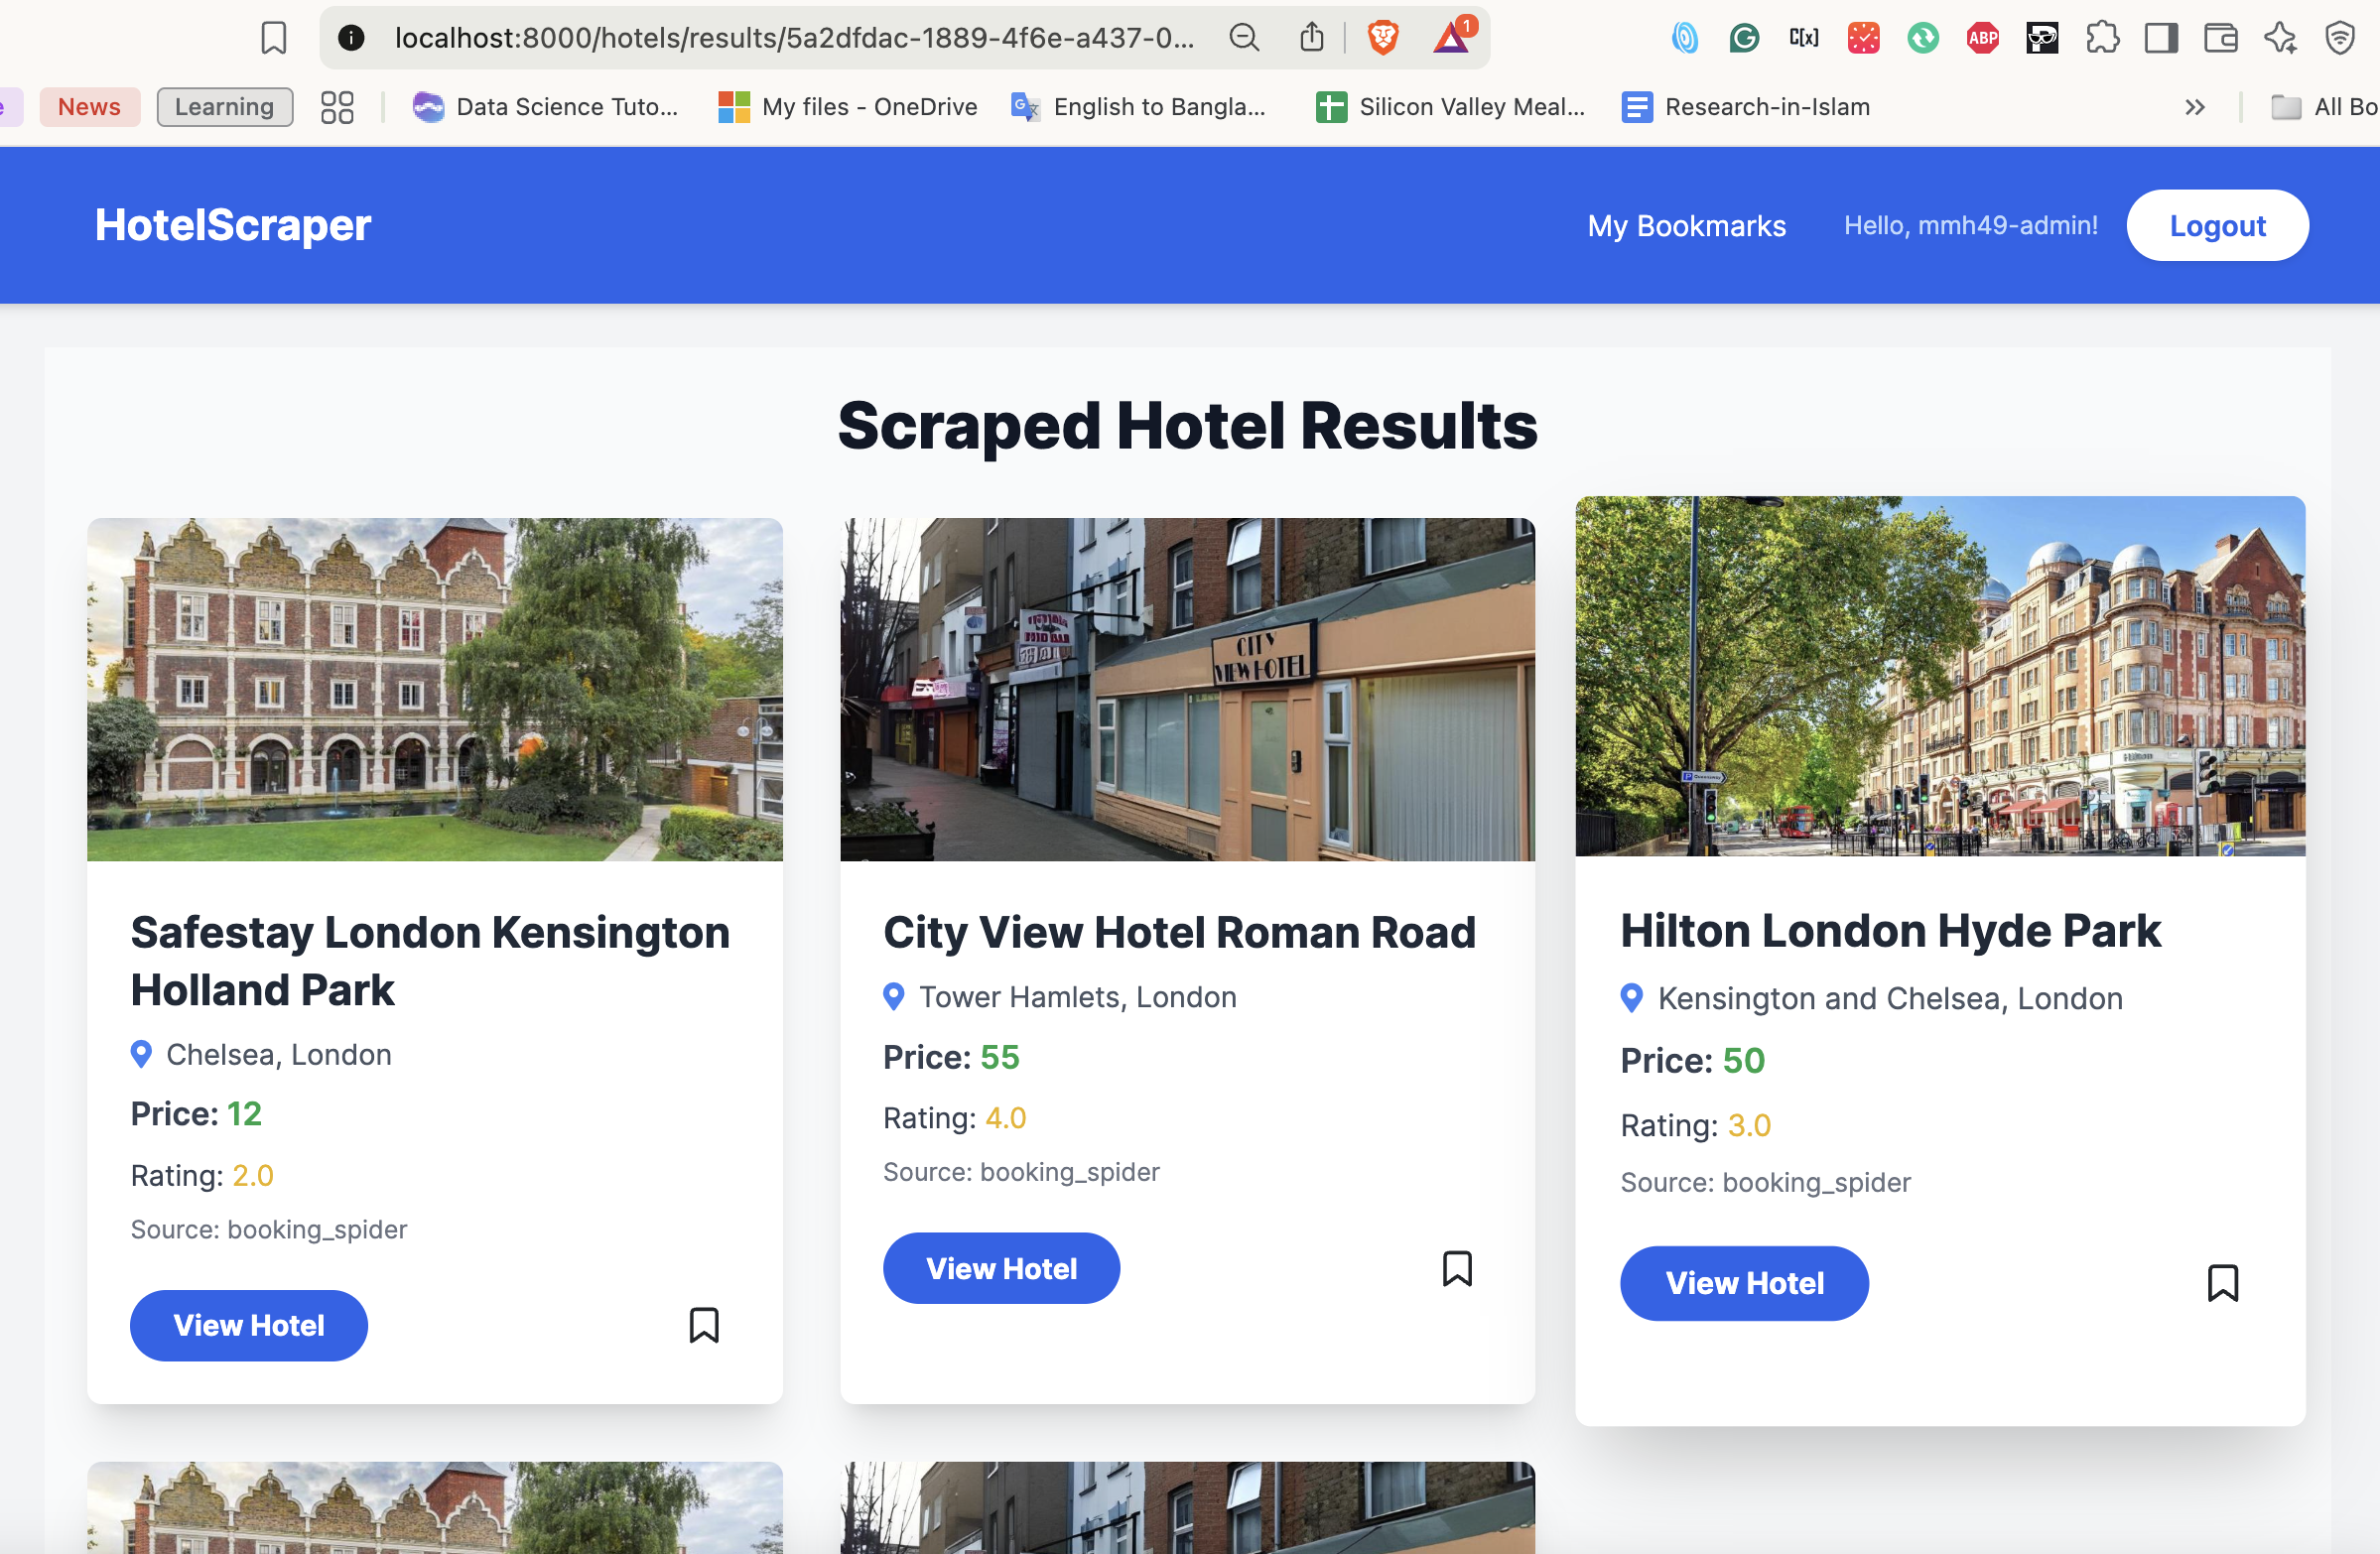 localhost:8000/hotels/results/5a2dfdac-1889-4f6e-a437-0...
1
C[x]
ABP
e
News
Learning
Data Science Tuto...
My files - OneDrive
English to Bangla...
Silicon Valley Meal...
Research-in-Islam
All Bo
HotelScraper
My Bookmarks
Hello, mmh49-admin!
Logout
Scraped Hotel Results
CITY
VIEW HOTEL
Safestay London Kensington
Holland Park
Chelsea, London
Price: 12
Rating: 2.0
Source: booking_spider
View Hotel
City View Hotel Roman Road
Tower Hamlets, London
Price: 55
Rating: 4.0
Source: booking_spider
View Hotel
Hilton London Hyde Park
Kensington and Chelsea, London
Price: 50
Rating: 3.0
Source: booking_spider
View Hotel